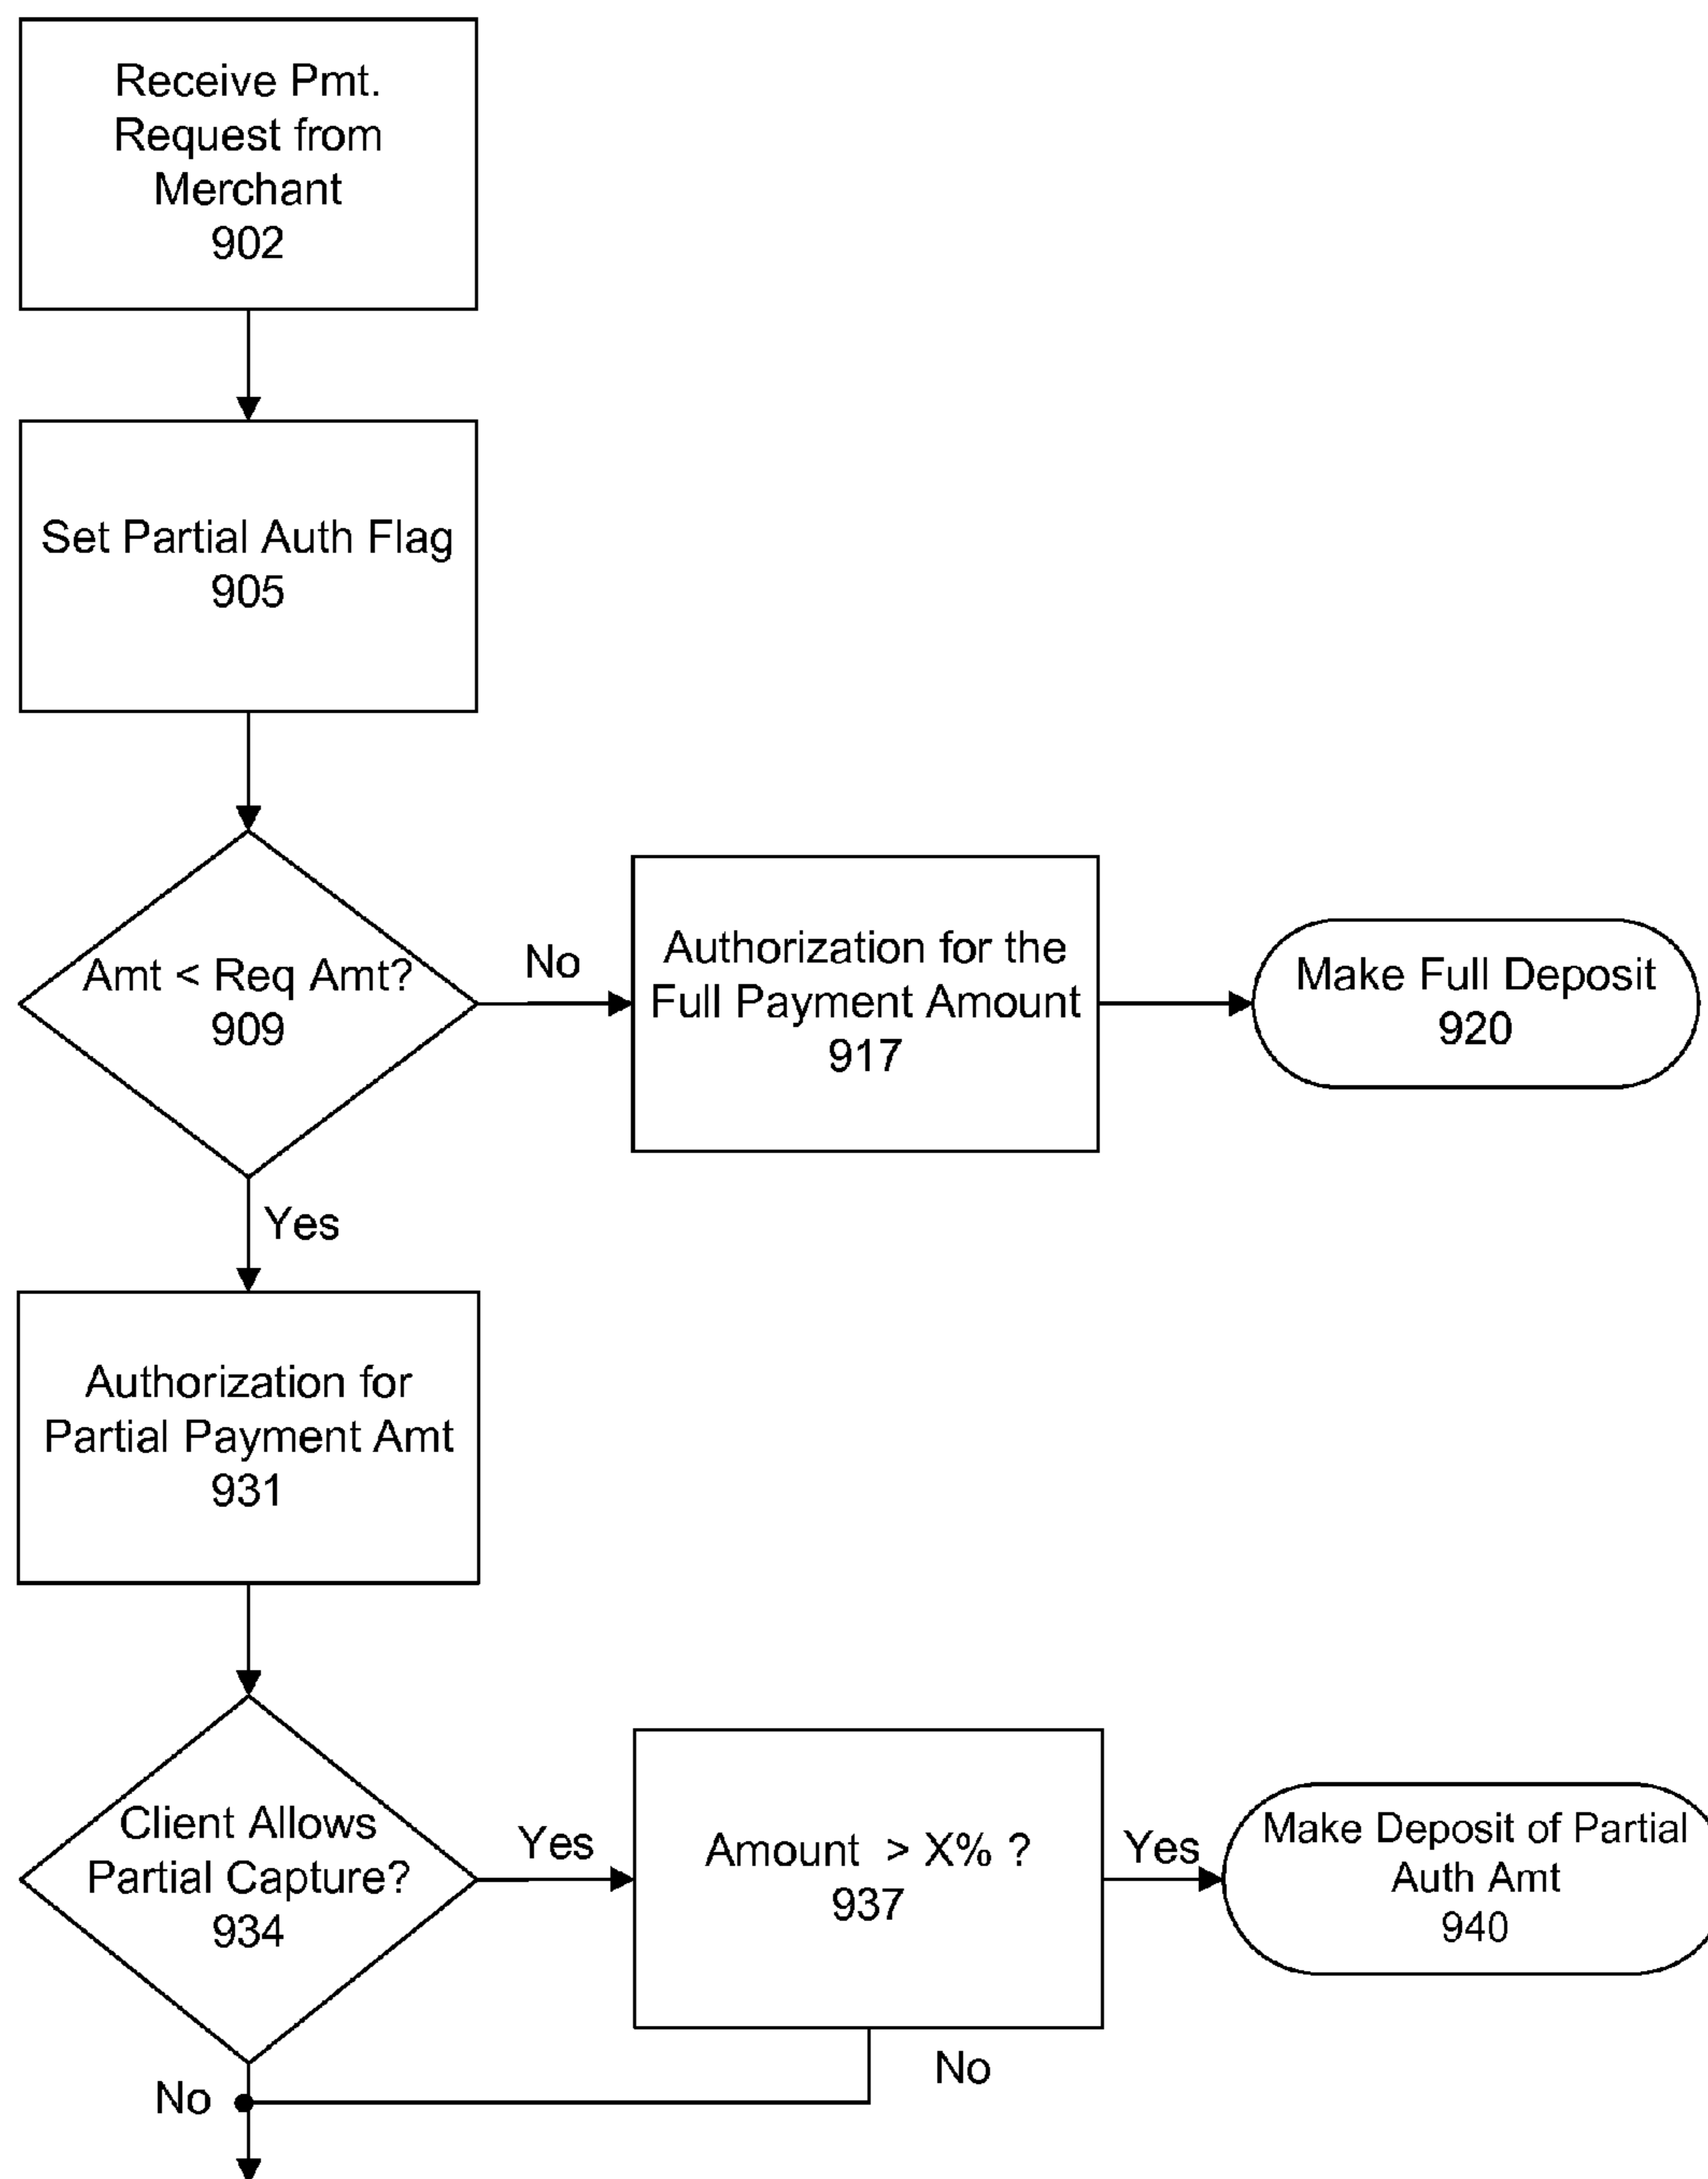 Receive Pmt.
Request from
Merchant
902
Set Partial Auth Flag
905
Amt < Req Amt?
909
No
Authorization for the
Full Payment Amount
917
Make Full Deposit
920
Yes
Authorization for
Partial Payment Amt
931
Client Allows
Partial Capture?
934
Yes
Amount > X% ?
937
Yes
Make Deposit of Partial
Auth Amt
940
No
No